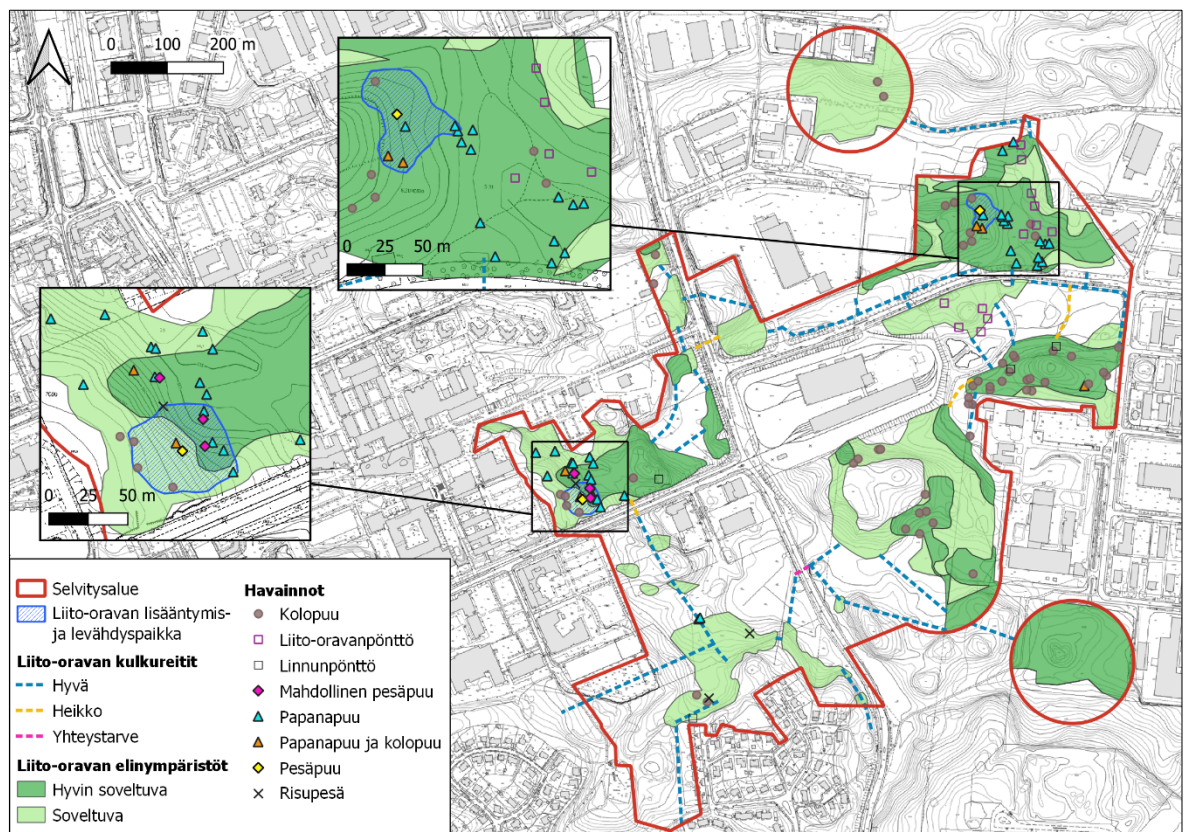 0 100 200 m
0 25 50 m
0 25 50 m
Selvitysalue
Liito-oravan lisääntymis-
ja levähdyspaikka
Liito-oravan kulkureitit
Hyvä
Heikko
Yhteystarve
Liito-oravan elinympäristöt
Hyvin soveltuva
Soveltuva
Havainnot
Kolopuu
Liito-oravanpönttö
Linnunpönttö
Mahdollinen pesäpuu
Papanapuu
Papanapuu ja kolopuu
Pesäpuu
Risupesä